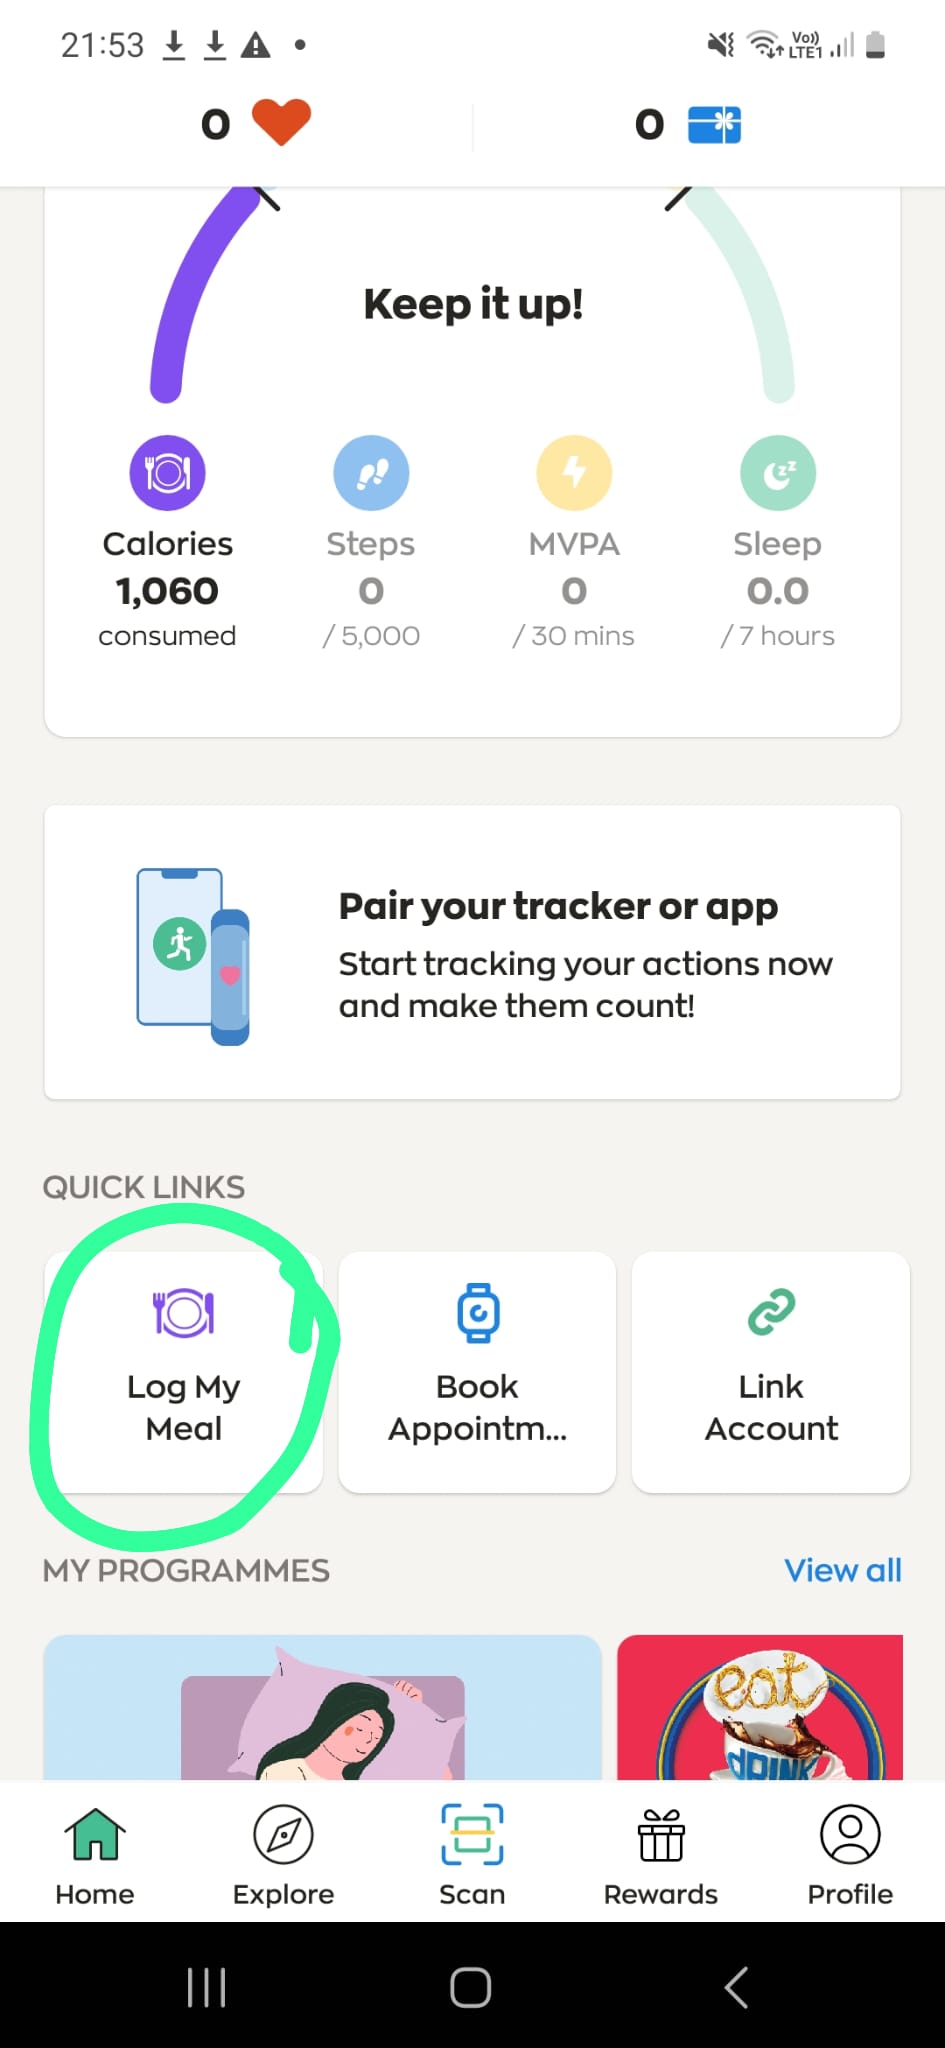 21:53
Vo))
LTE1
0
0
Keep it up!
Calories
1,060
consumed
Steps
0
/ 5,000
MVPA
0
/ 30 mins
Sleep
0.0
/ 7 hours
Pair your tracker or app
Start tracking your actions now
and make them count!
QUICK LINKS
Log My
Meal
Book
Appointm...
Link
Account
MY PROGRAMMES
View all
eat
DRINK
Home
Explore
Scan
Rewards
Profile